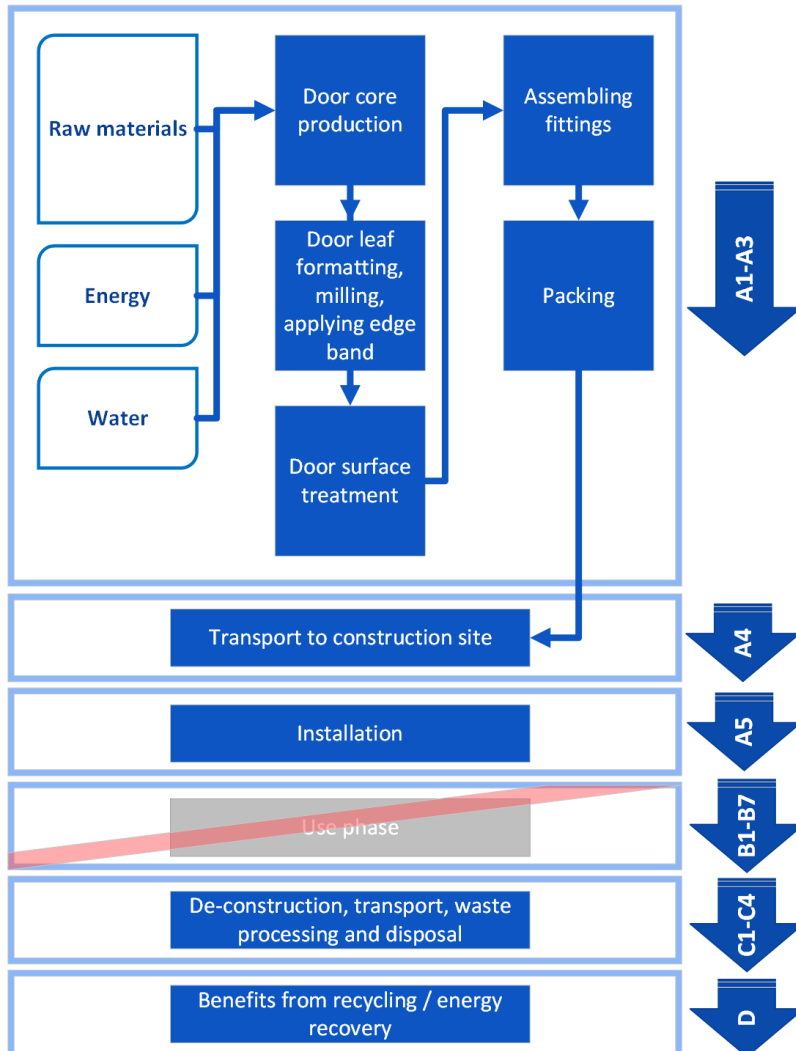 Raw materials
Energy
Water
Door core
production
Door leaf
formatting,
milling,
applying edge
band
Door surface
treatment
Assembling
fittings
Packing
A1-A3
Transport to construction site
A4
Installation
A5
Use phase
B1-B7
De-construction, transport, waste
processing and disposal
C1-C4
Benefits from recycling / energy
recovery
D